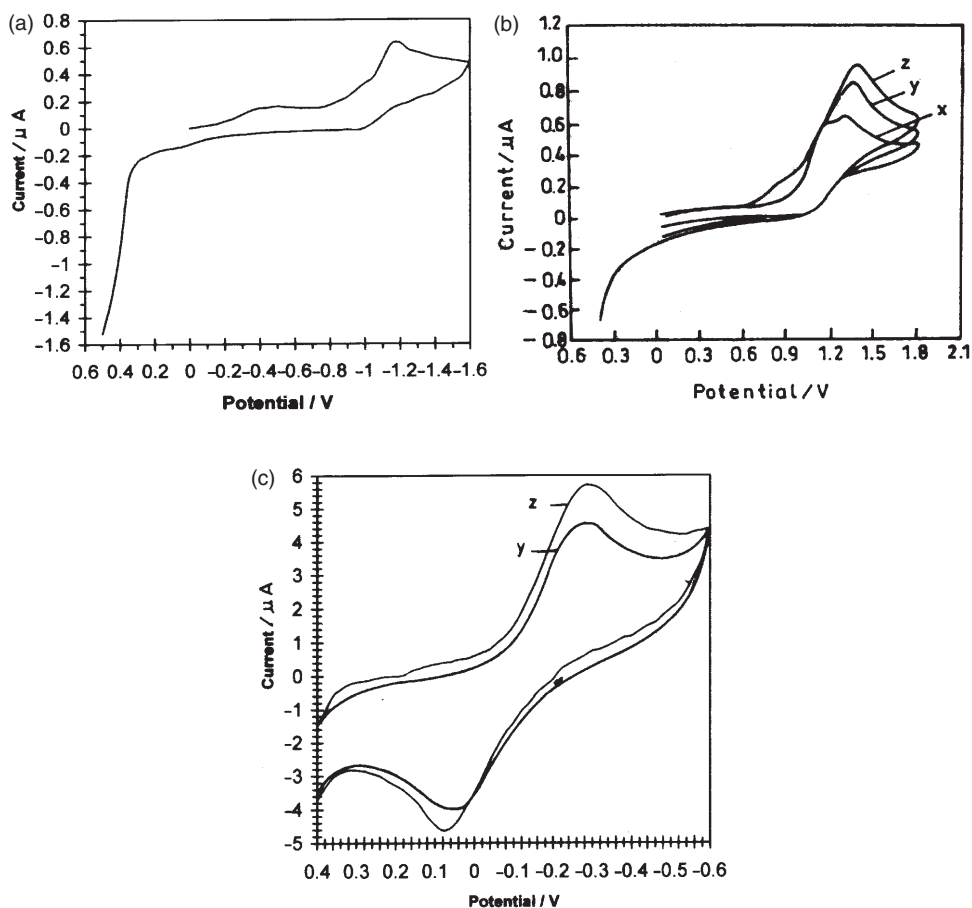 (a)
0.8
0.6
0.4
0.2
0
-0.2
-0.4
-0.6
-0.8
-1
-1.2
-1.4
-1.6
Current / μ A
0.6 0.4 0.2 0 -0.2 -0.4 -0.6 -0.8 -1 -1.2 -1.4 -1.6
Potential / V
(b)
1.2
1.0
0.8
0.6
0.4
0.2
0
-0.2
-0.4
-0.6
-0.8
Current / μA
z
y
x
0.6 0.3 0 0.6 0.9 1.2 1.5 1.8 2.1
Potential/V
(c)
6
5
4
3
2
1
0
-1
-2
-3
-4
-5
Current / μ A
z
y
0.4 0.3 0.2 0.1 0 -0.1 -0.2 -0.3 -0.4 -0.5 -0.6
Potential / V